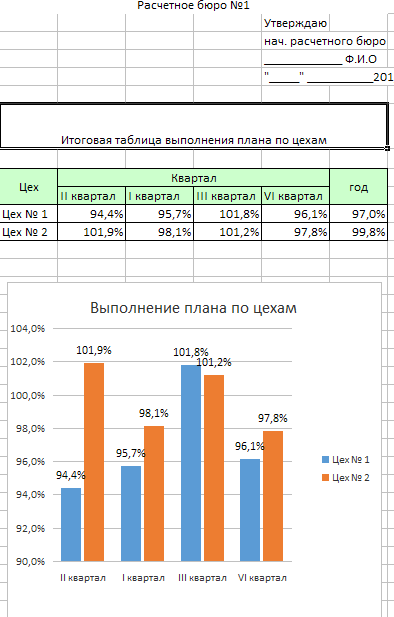 Расчетное бюро №1
Утверждаю
нач. расчетного бюро
____________ Ф.И.О
"_____" __________201
Итоговая таблица выполнения плана по цехам
Цех Квартал год
II квартал I квартал III квартал VI квартал
Цех № 1 94,4% 95,7% 101,8% 96,1% 97,0%
Цех № 2 101,9% 98,1% 101,2% 97,8% 99,8%
Выполнение плана по цехам
104,0%
102,0%
100,0%
98,0%
96,0%
94,0%
92,0%
90,0%
94,4% 101,9% 95,7% 98,1% 101,8% 101,2% 96,1% 97,8%
II квартал I квартал III квартал VI квартал
Цех № 1
Цех № 2